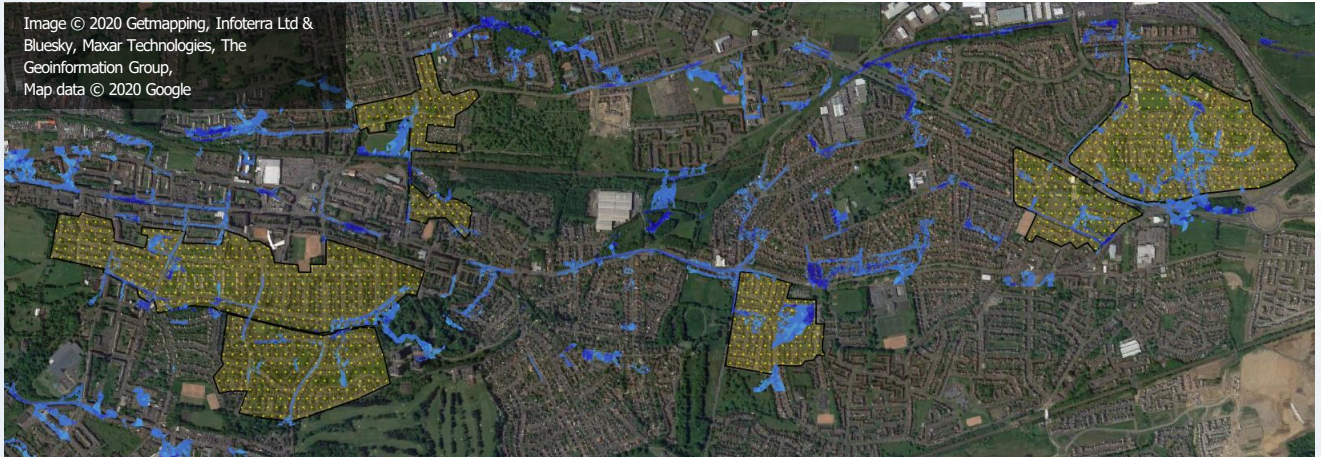 Image © 2020 Getmapping, Infoterra Ltd &
Bluesky, Maxar Technologies, The
Geoinformation Group,
Map data © 2020 Google